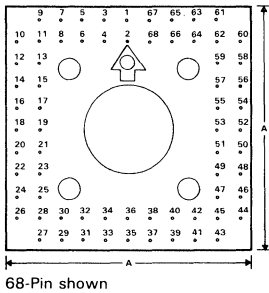 9 7 5 3 1 67 65 63 61
10 11 8 6 4 2 68 66 64 62 60
12 13 59 58
14 15 57 56
16 17 55 54
18 19 53 52
20 21 51 50
22 23 49 48
24 25 47 46
26 28 30 32 34 36 38 40 42 45 44
27 29 31 33 35 37 39 41 43
A
A
68-Pin shown